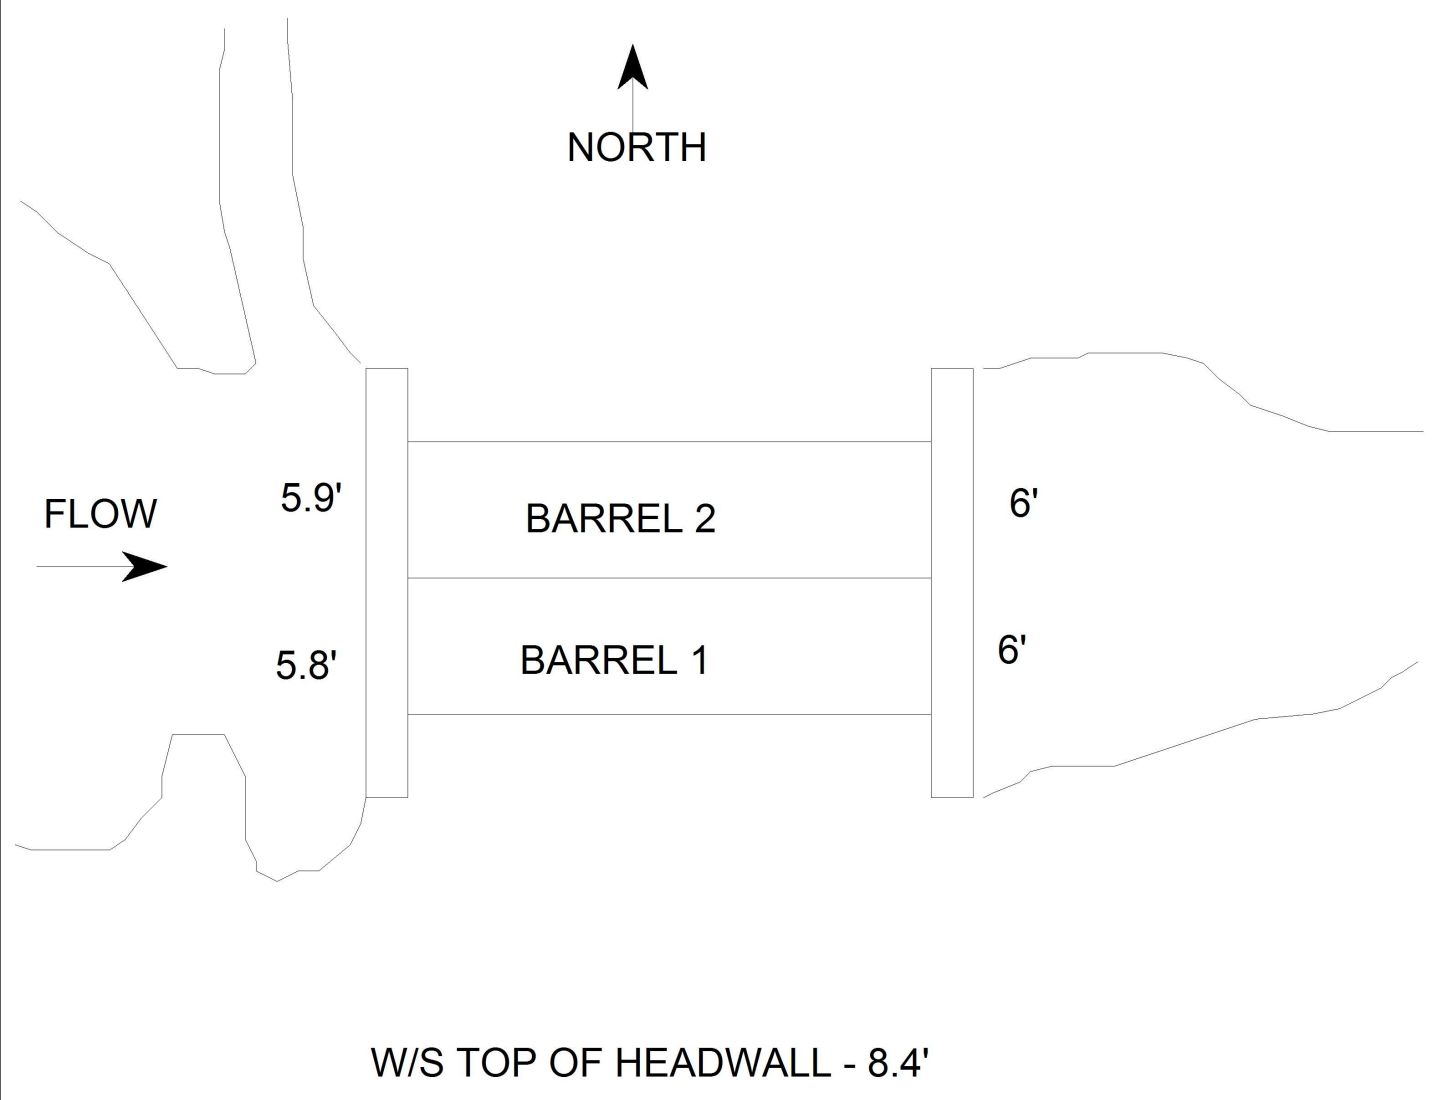 NORTH
5.9'
6'
FLOW
BARREL 2
5.8'
BARREL 1
6'
W/S TOP OF HEADWALL - 8.4'